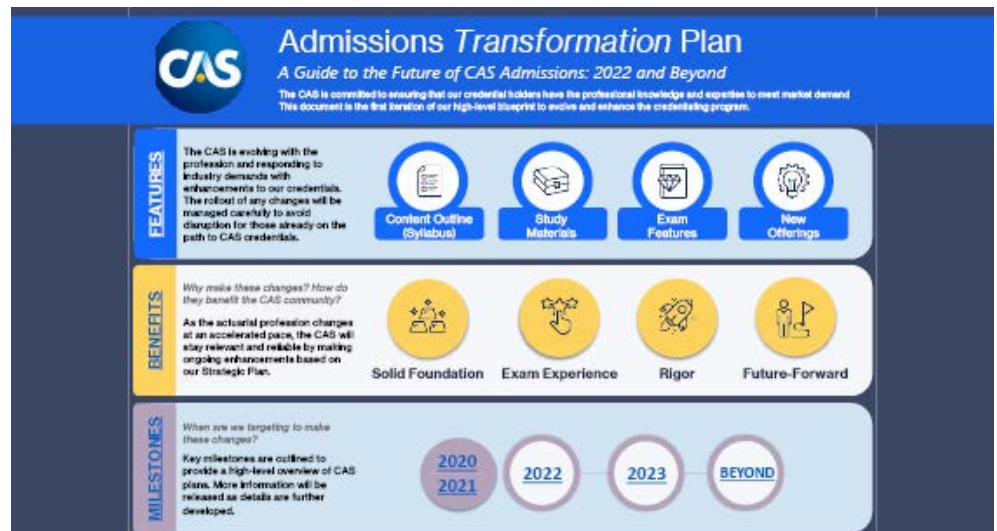 CAS
Admissions Transformation Plan
A Guide to the Future of CAS Admissions: 2022 and Beyond
The CAS is committed to ensuring that our credential holders have the professional knowledge and expertise to meet market demand
This document is the first iteration of our high-level blueprint to evolve and enhance the credentialing program.
FEATURES
The CAS is evolving with the
profession and responding to
industry demands with
enhancements to our credentials.
The rollout of any changes will be
managed carefully to avoid
disruption for those already on the
path to CAS credentials.
Content Outline
(Syllabus)
Study
Materials
Exam
Features
New
Offerings
BENEFITS
Why make these changes? How do
they benefit the CAS community?
As the actuarial profession changes
at an accelerated pace, the CAS will
stay relevant and reliable by making
ongoing enhancements based on
our Strategic Plan.
Solid Foundation
Exam Experience
Rigor
Future-Forward
MILESTONES
When are we targeting to make
these changes?
Key milestones are outlined to
provide a high-level overview of CAS
plans. More information will be
released as details are further
developed.
2020
2021
2022
2023
BEYOND